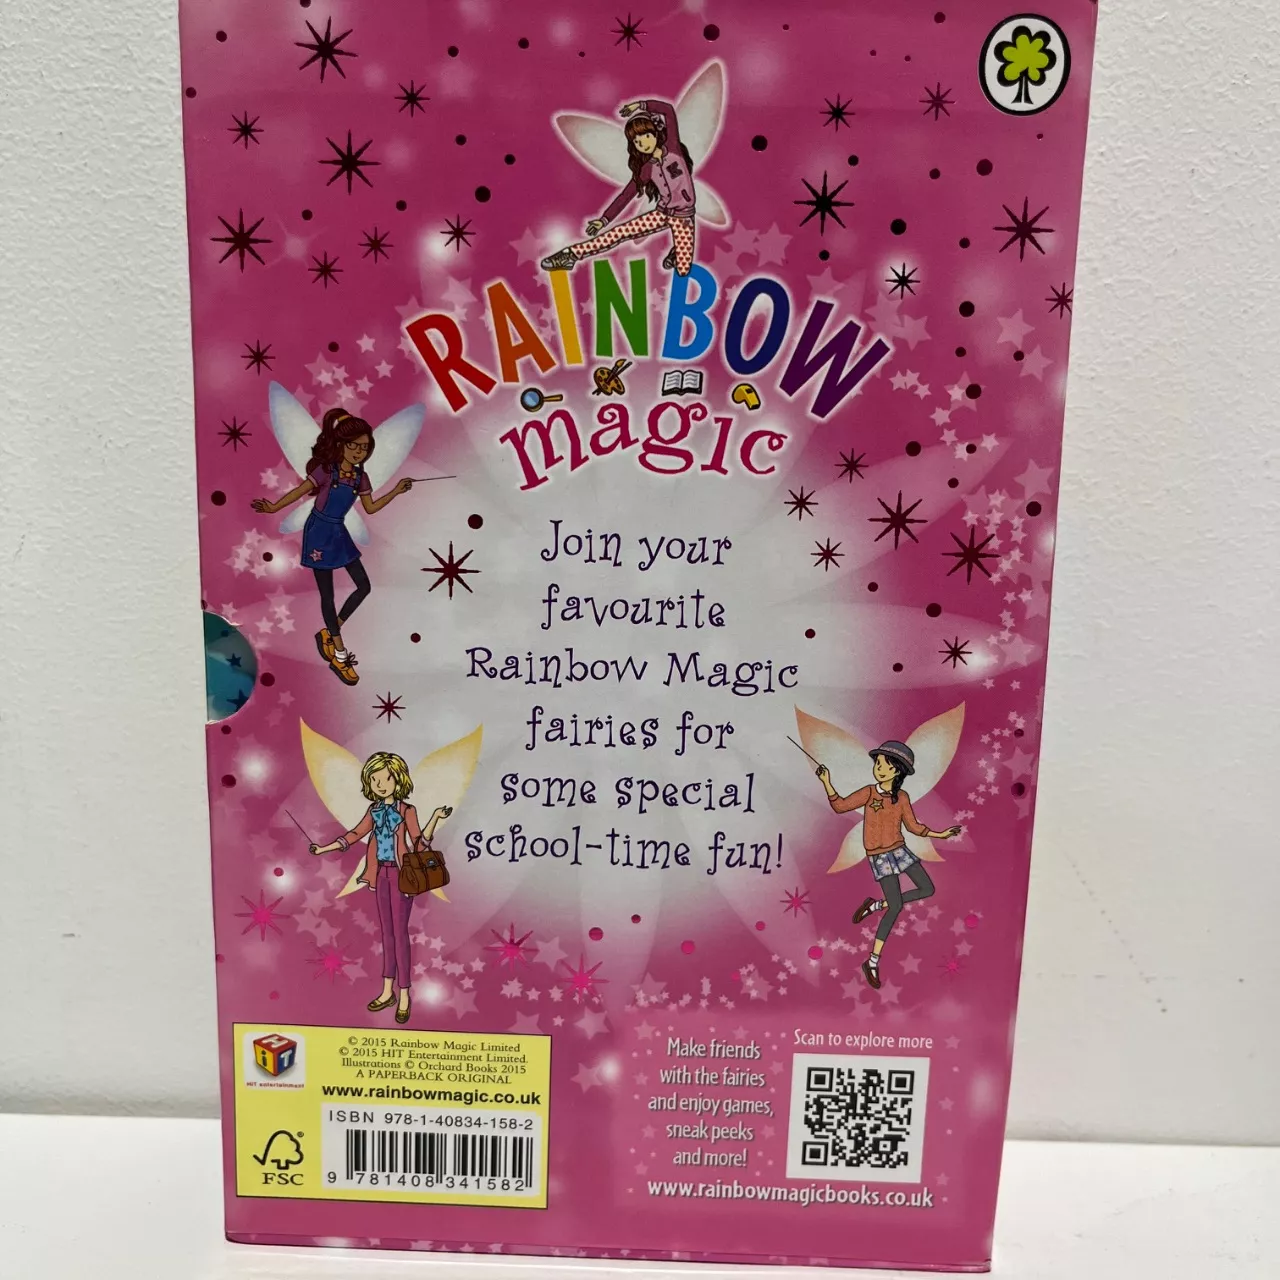 RAINBOW
magic
Join your
favourite
Rainbow Magic
fairies for
some special
school-time fun!
HiT
HIT entertainment
© 2015 Rainbow Magic Limited
© 2015 HIT Entertainment Limited.
Illustrations © Orchard Books 2015
A PAPERBACK ORIGINAL
www.rainbowmagic.co.uk
ISBN 978-1-40834-158-2
9 781408 341582
FSC
Make friends
with the fairies
and enjoy games,
sneak peeks
and more!
Scan to explore more
www.rainbowmagicbooks.co.uk